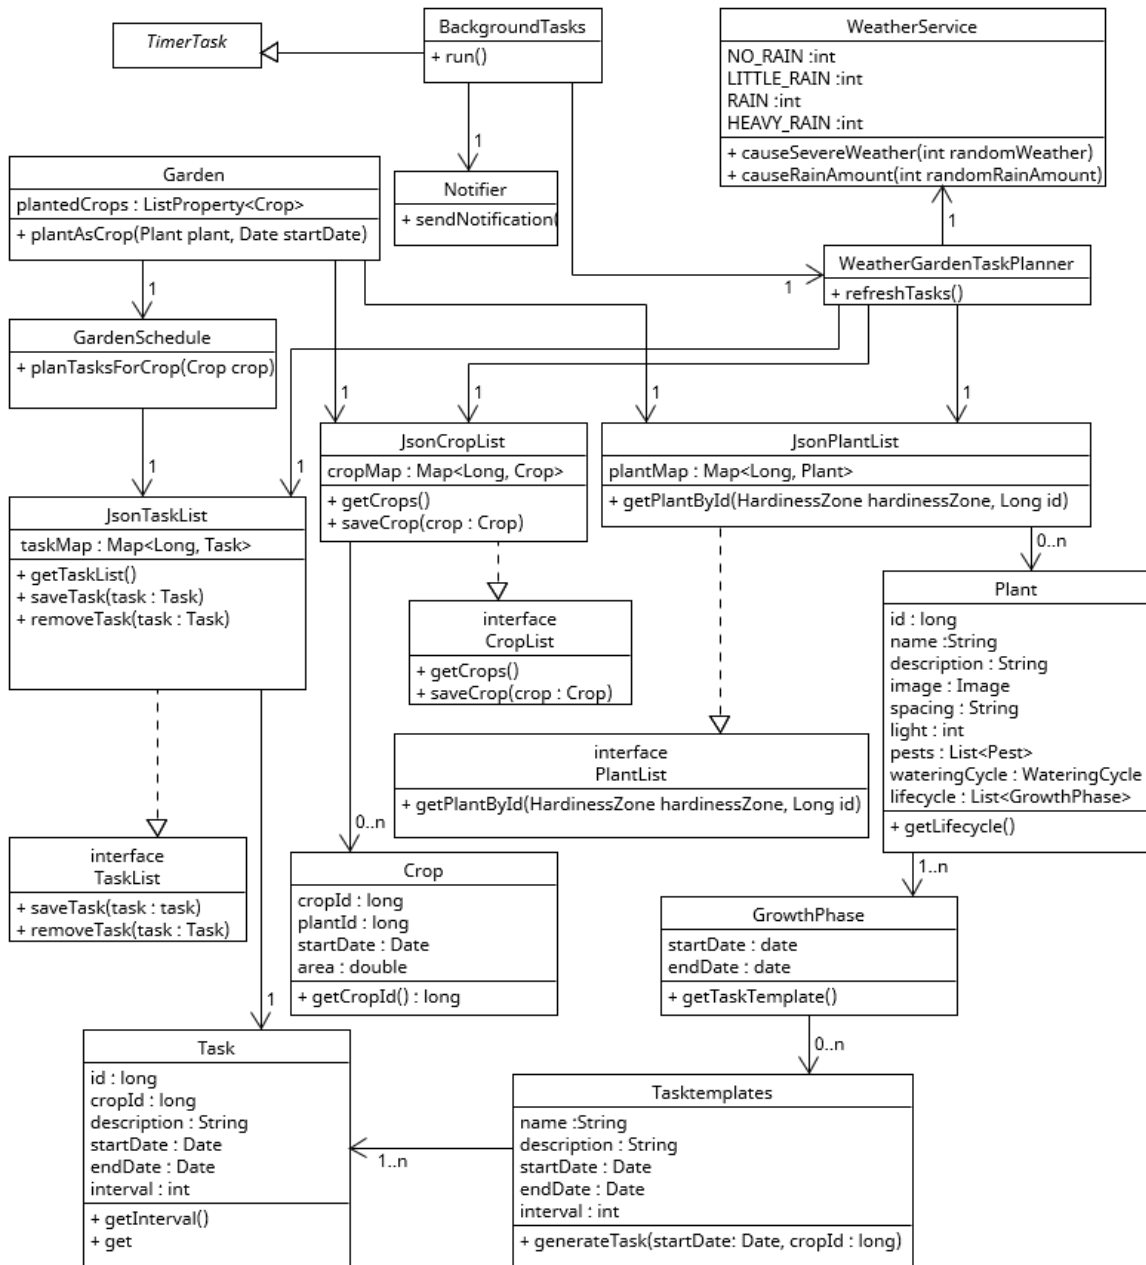 TimerTask
BackgroundTasks
+ run()
WeatherService
NO_RAIN :int
LITTLE_RAIN :int
RAIN :int
HEAVY_RAIN :int
+ causeSevereWeather(int randomWeather)
+ causeRainAmount(int randomRainAmount)
1
1
Garden
plantedCrops : ListProperty<Crop>
+ plantAsCrop(Plant plant, Date startDate)
Notifier
+ sendNotification(
WeatherGardenTaskPlanner
+ refreshTasks()
1
1
GardenSchedule
+ planTasksForCrop(Crop crop)
1
1
1
1
1
1
JsonCropList
cropMap : Map<Long, Crop>
+ getCrops()
+ saveCrop(crop : Crop)
JsonPlantList
plantMap : Map<Long, Plant>
+ getPlantById(HardinessZone hardinessZone, Long id)
JsonTaskList
taskMap : Map<Long, Task>
+ getTaskList()
+ saveTask(task : Task)
+ removeTask(task : Task)
0..n
interface
CropList
+ getCrops()
+ saveCrop(crop : Crop)
Plant
id : long
name :String
description : String
image : Image
spacing : String
light : int
pests : List<Pest>
wateringCycle : WateringCycle
lifecycle : List<GrowthPhase>
+ getLifecycle()
interface
PlantList
+ getPlantById(HardinessZone hardinessZone, Long id)
0..n
1..n
interface
TaskList
+ saveTask(task : task)
+ removeTask(task : Task)
Crop
cropId : long
plantId : long
startDate : Date
area : double
+ getCropId() : long
GrowthPhase
startDate : date
endDate : date
+ getTaskTemplate()
1
0..n
Task
id : long
cropId : long
description : String
startDate : Date
endDate : Date
interval : int
+ getInterval()
+ get
1..n
Tasktemplates
name :String
description : String
startDate : Date
endDate : Date
interval : int
+ generateTask(startDate: Date, cropId : long)